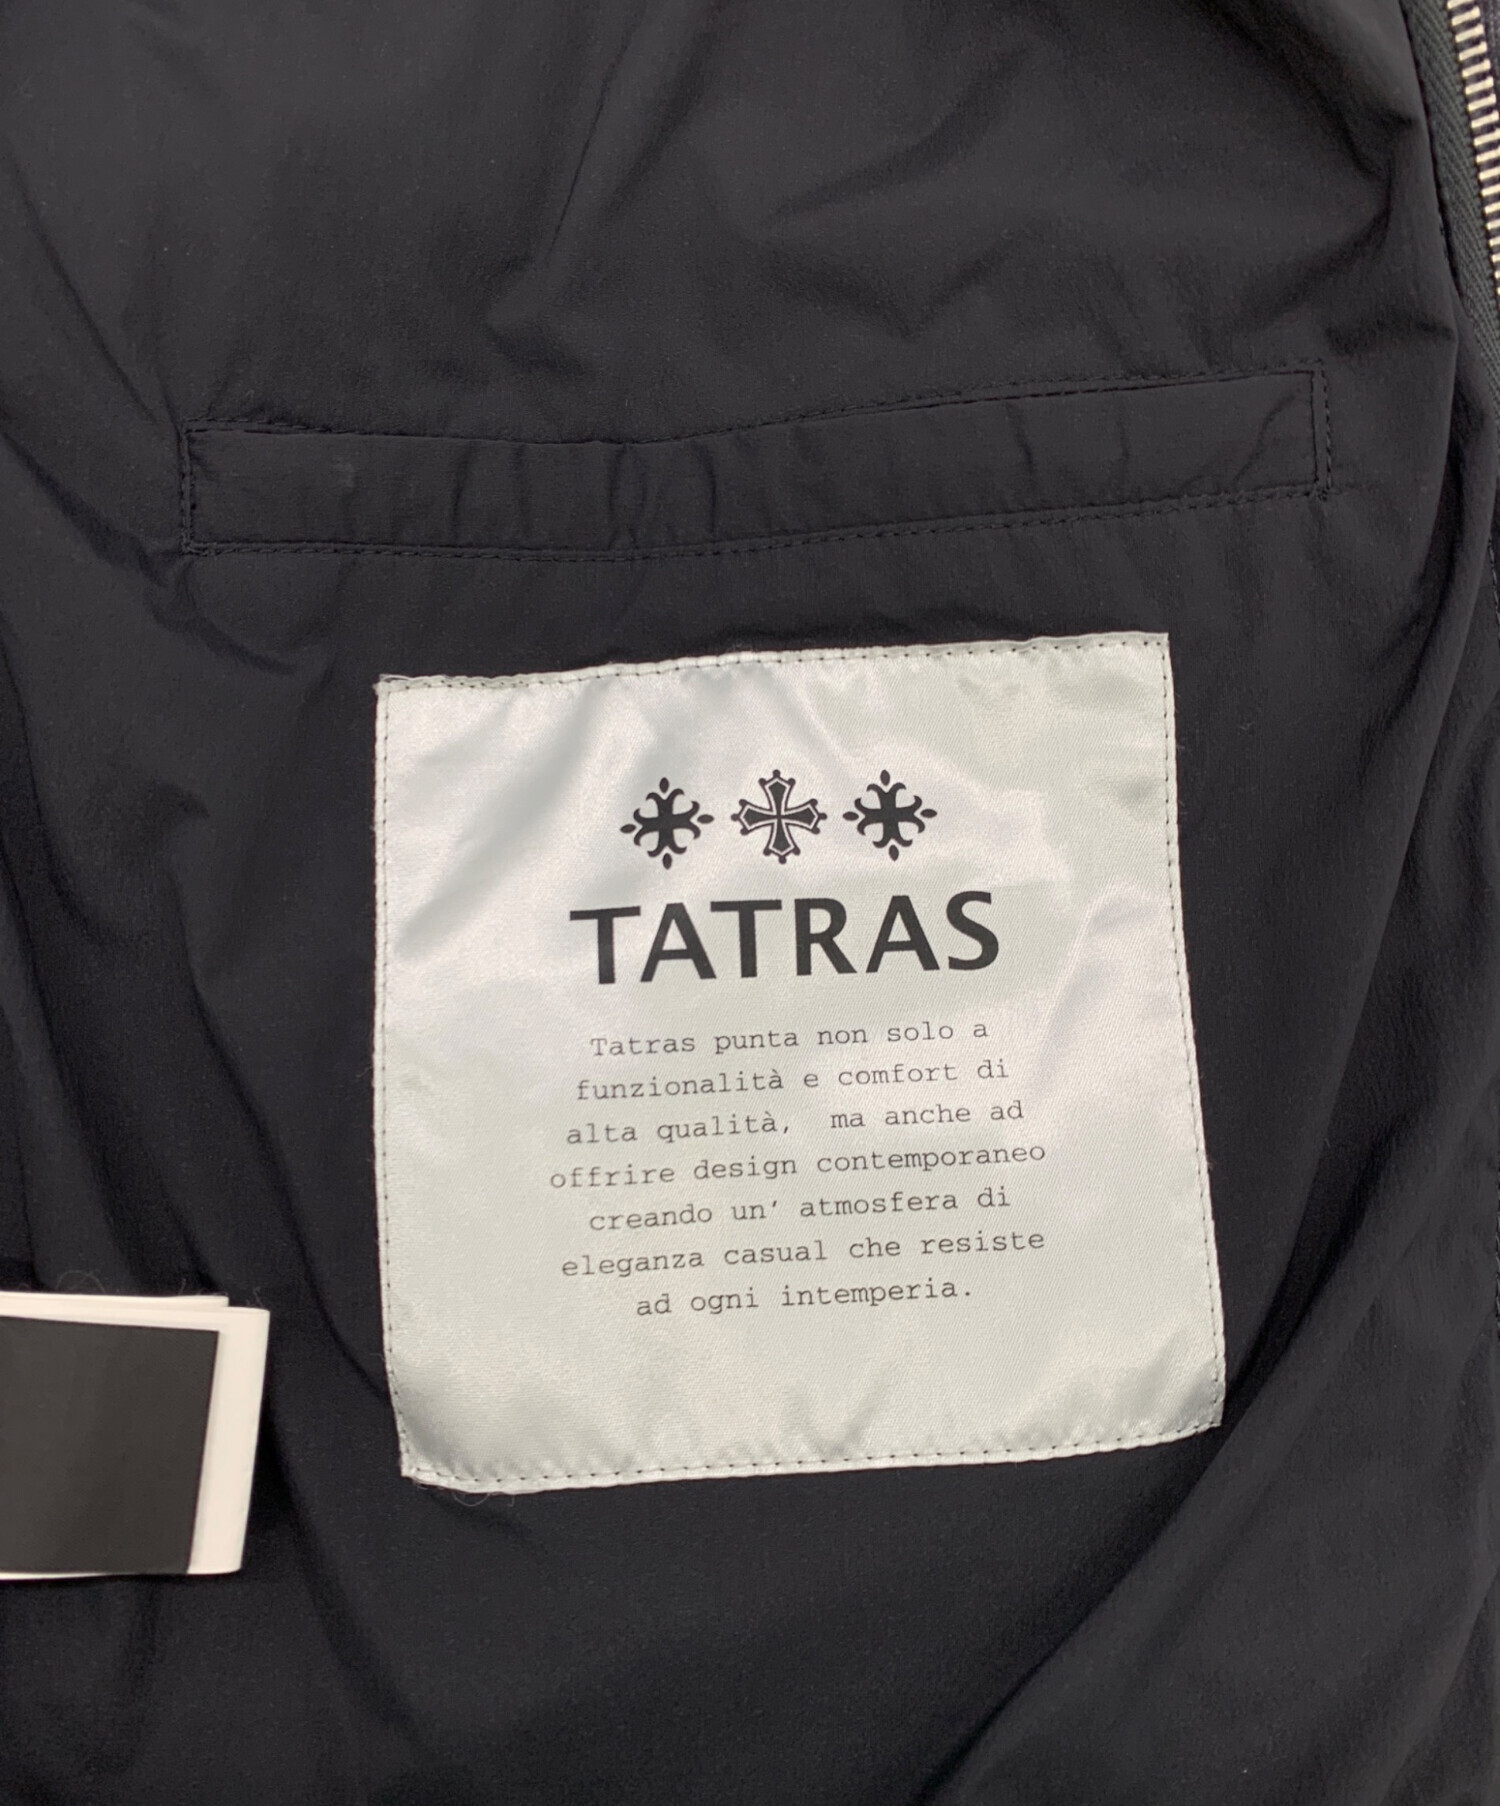 TATRAS
Tatras punta non solo a
funzionalità e comfort di
alta qualità,  ma anche ad
offrire design contemporaneo
creando un’ atmosfera di
eleganza casual che resiste
ad ogni intemperia.